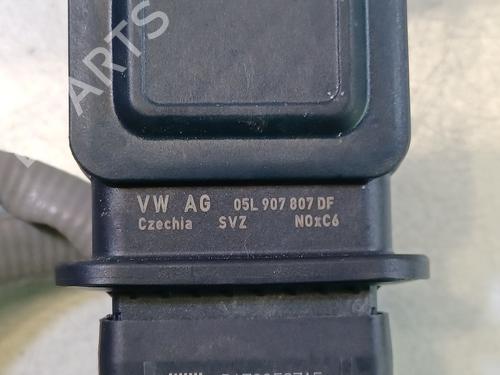 VW AG 05L 907 807 DF
Czechia SVZ NOxC6